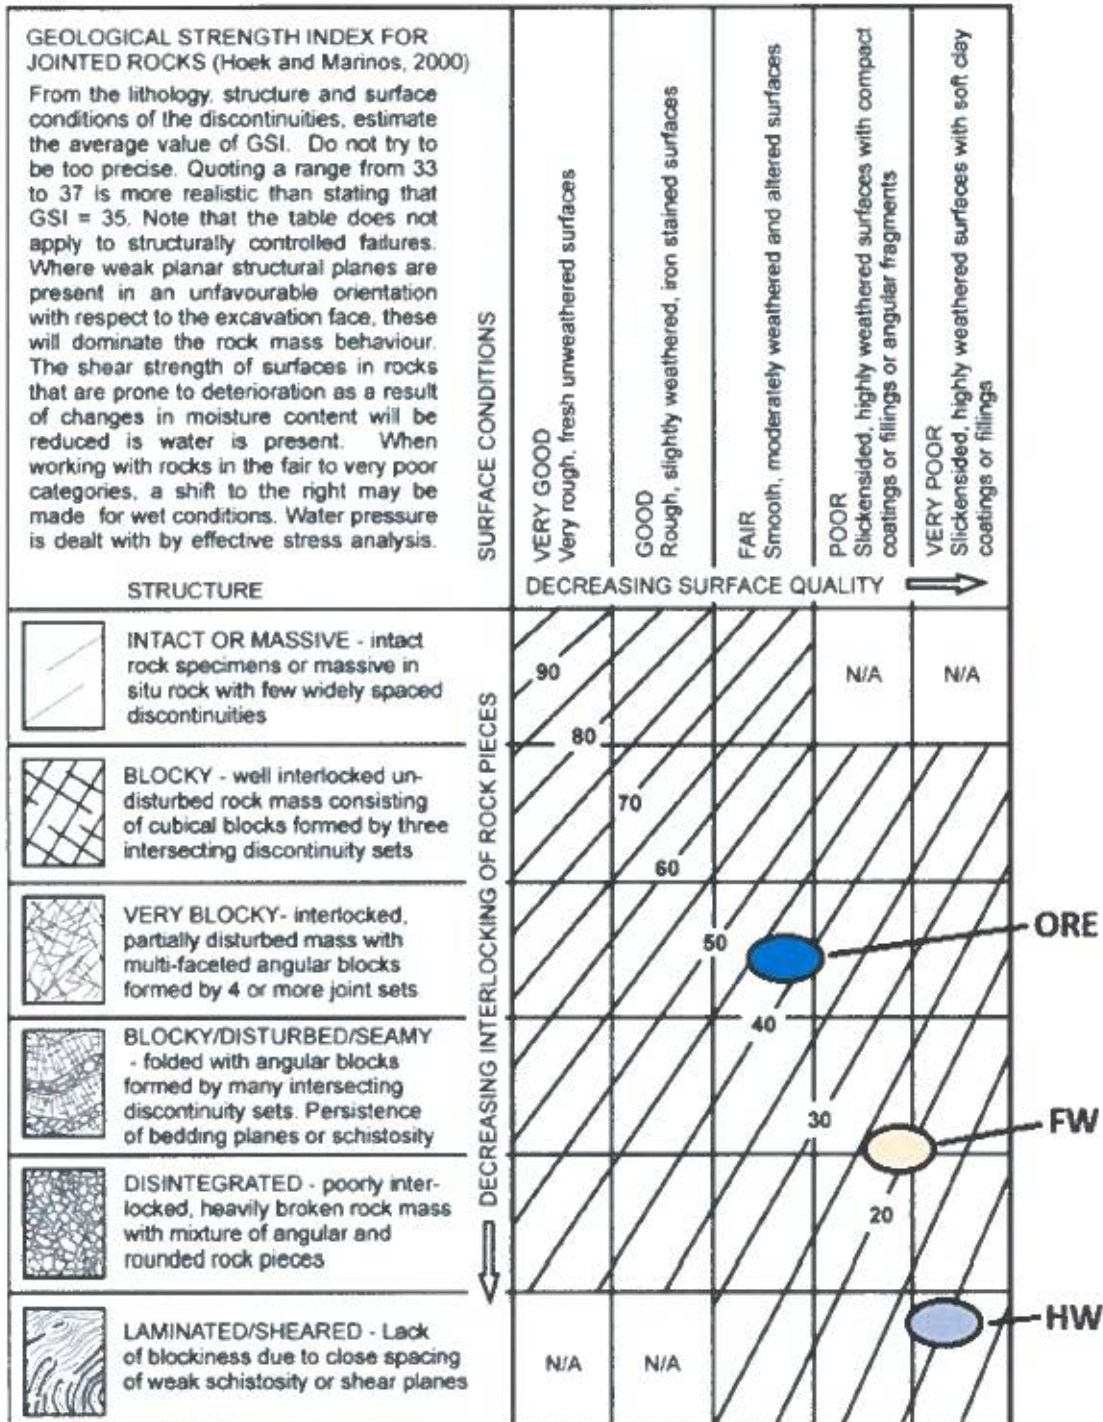 GEOLOGICAL STRENGTH INDEX FOR
JOINTED ROCKS (Hoek and Marinos, 2000)
From the lithology, structure and surface
conditions of the discontinuities, estimate
the average value of GSI. Do not try to
be too precise. Quoting a range from 33
to 37 is more realistic than stating that
GSI = 35. Note that the table does not
apply to structurally controlled failures.
Where weak planar structural planes are
present in an unfavourable orientation
with respect to the excavation face, these
will dominate the rock mass behaviour.
The shear strength of surfaces in rocks
that are prone to deterioration as a result
of changes in moisture content will be
reduced is water is present. When
working with rocks in the fair to very poor
categories, a shift to the right may be
made for wet conditions. Water pressure
is dealt with by effective stress analysis.
STRUCTURE
SURFACE CONDITIONS
VERY GOOD
Very rough, fresh unweathered surfaces
GOOD
Rough, slightly weathered, iron stained surfaces
FAIR
Smooth, moderately weathered and altered surfaces
POOR
Slickensided, highly weathered surfaces with compact
coatings or fillings or angular fragments
VERY POOR
Slickensided, highly weathered surfaces with soft clay
coatings or fillings
DECREASING SURFACE QUALITY
DECREASING INTERLOCKING OF ROCK PIECES
INTACT OR MASSIVE - intact
rock specimens or massive in
situ rock with few widely spaced
discontinuities
90
80
N/A
N/A
BLOCKY - well interlocked un-
disturbed rock mass consisting
of cubical blocks formed by three
intersecting discontinuity sets
70
60
VERY BLOCKY- interlocked,
partially disturbed mass with
multi-faceted angular blocks
formed by 4 or more joint sets
50
ORE
BLOCKY/DISTURBED/SEAMY
- folded with angular blocks
formed by many intersecting
discontinuity sets. Persistence
of bedding planes or schistosity
40
30
FW
DISINTEGRATED - poorly inter-
locked, heavily broken rock mass
with mixture of angular and
rounded rock pieces
20
LAMINATED/SHEARED - Lack
of blockiness due to close spacing
of weak schistosity or shear planes
N/A
N/A
10
HW